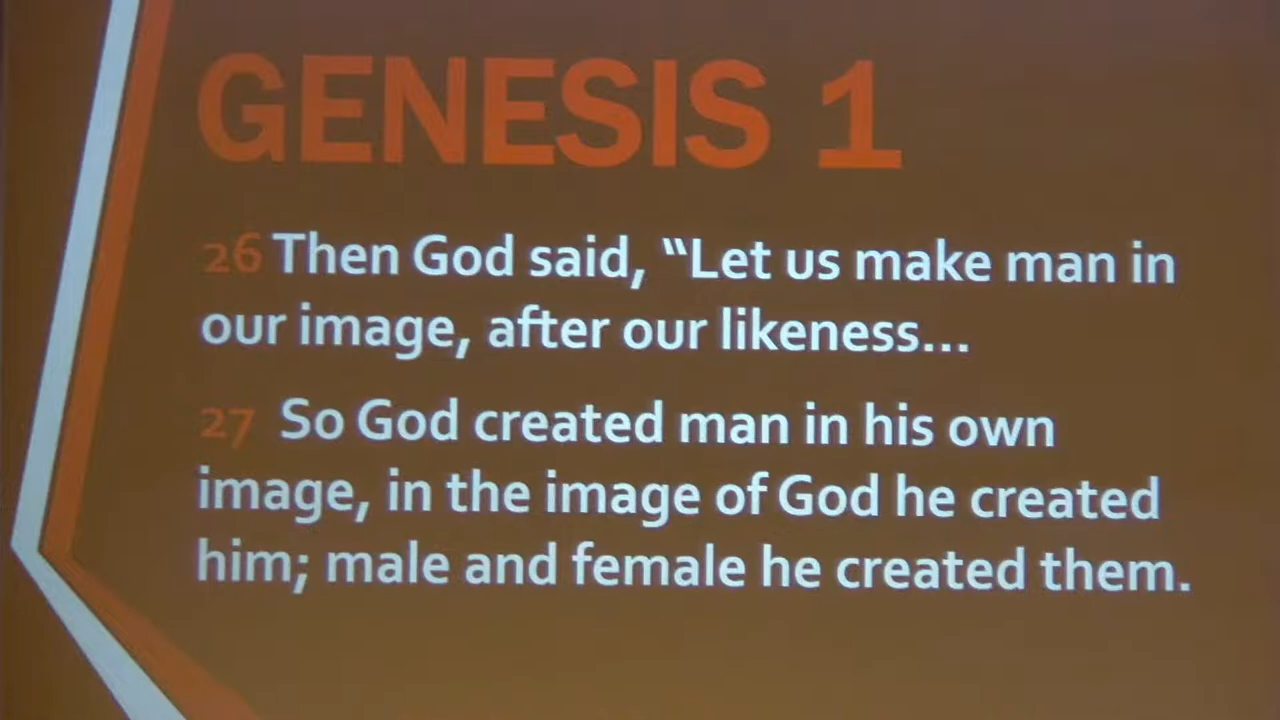 GENESIS 1
26 Then God said, “Let us make man in
our image, after our likeness...
27 So God created man in his own
image, in the image of God he created
him; male and female he created them.